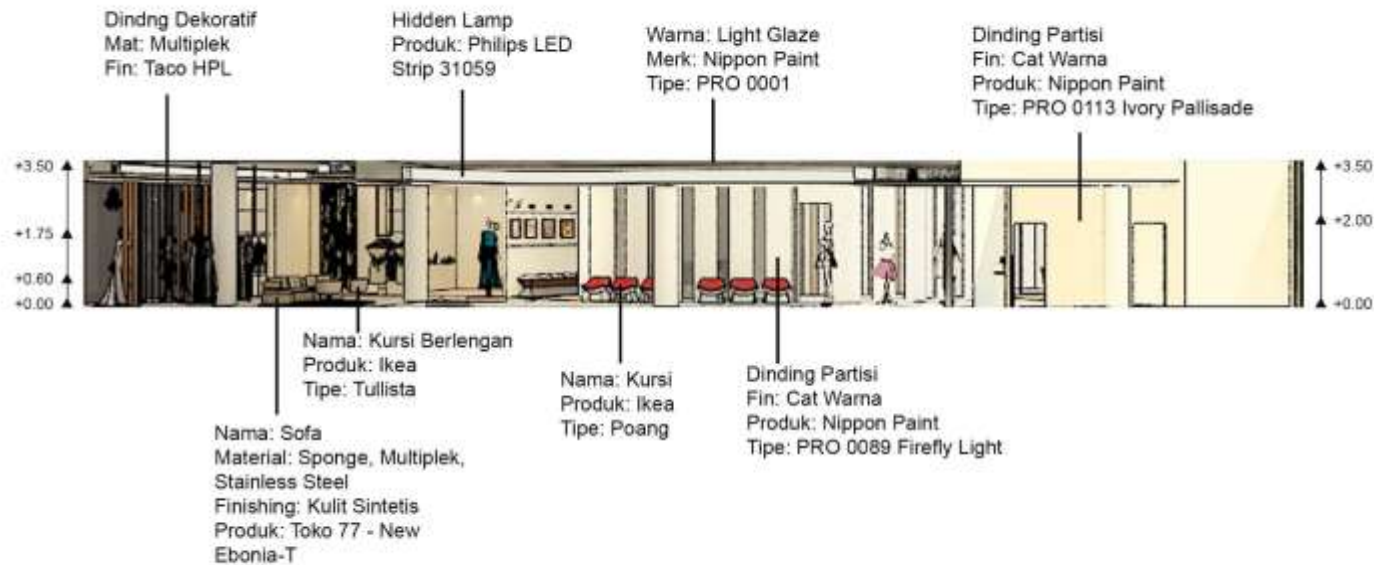 Dindng Dekoratif
Mat: Multiplek
Fin: Taco HPL
Hidden Lamp
Produk: Philips LED
Strip 31059
Warna: Light Glaze
Merk: Nippon Paint
Tipe: PRO 0001
Dinding Partisi
Fin: Cat Warna
Produk: Nippon Paint
Tipe: PRO 0113 Ivory Pallisade
+3.50
+1.75
+0.60
+0.00
+3.50
+2.00
+0.00
Nama: Kursi Berlengan
Produk: Ikea
Tipe: Tullista
Nama: Sofa
Material: Sponge, Multiplek,
Stainless Steel
Finishing: Kulit Sintetis
Produk: Toko 77 - New
Ebonia-T
Nama: Kursi
Produk: Ikea
Tipe: Poang
Dinding Partisi
Fin: Cat Warna
Produk: Nippon Paint
Tipe: PRO 0089 Firefly Light